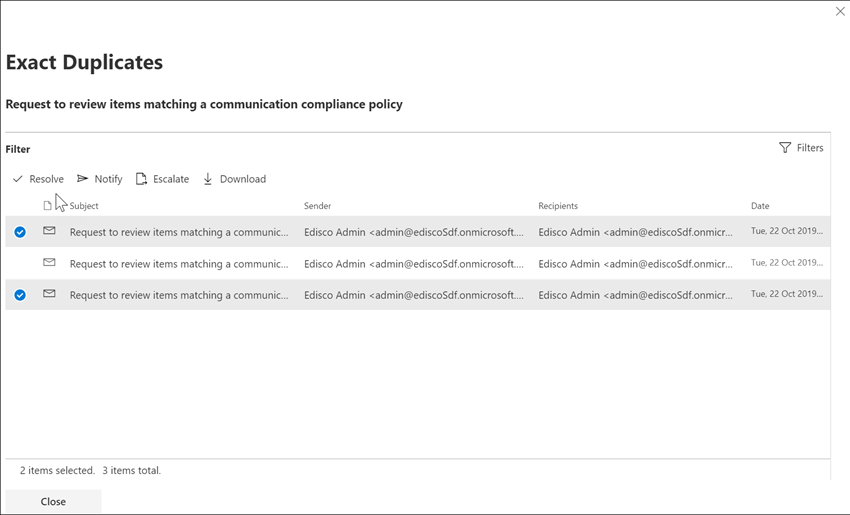 Exact Duplicates
Request to review items matching a communication compliance policy
Filter
Filters
Resolve Notify Escalate Download
Subject Sender Recipients Date
Request to review items matching a communic... Edisco Admin <admin@ediscoSdf.onmicrosoft.... Edisco Admin <admin@ediscoSdf.onmicr... Tue, 22 Oct 2019...
Request to review items matching a communic... Edisco Admin <admin@ediscoSdf.onmicrosoft.... Edisco Admin <admin@ediscoSdf.onmicr... Tue, 22 Oct 2019...
Request to review items matching a communic... Edisco Admin <admin@ediscoSdf.onmicrosoft.... Edisco Admin <admin@ediscoSdf.onmicr... Tue, 22 Oct 2019...
2 items selected. 3 items total.
Close